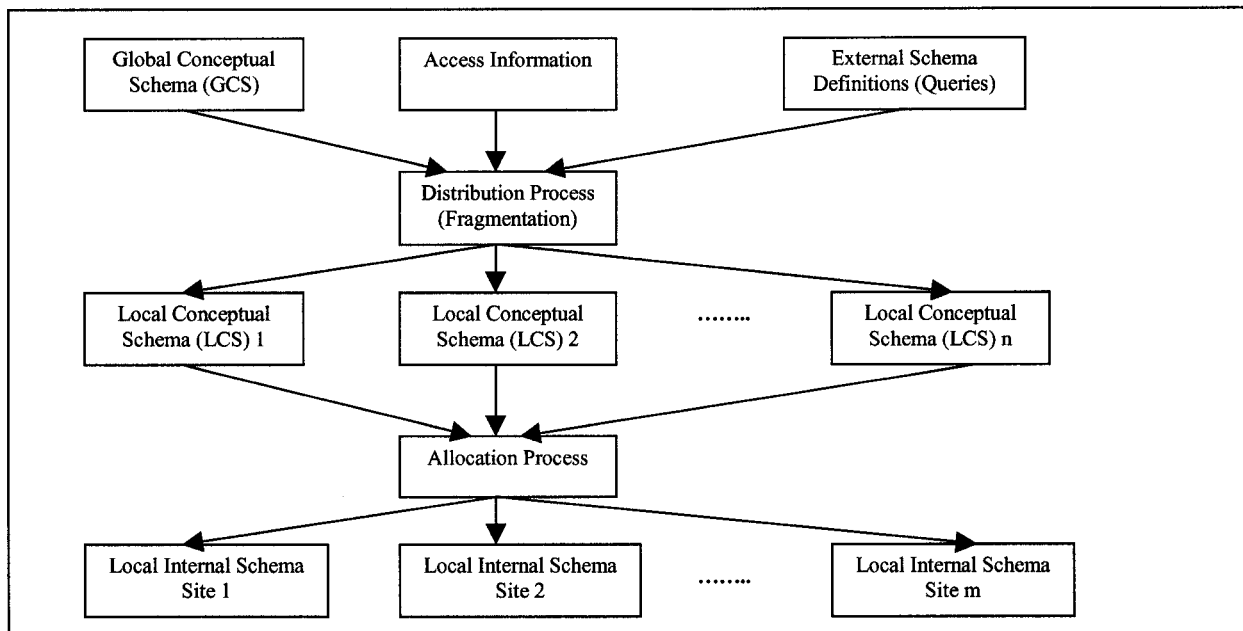 Global Conceptual
Schema (GCS)
Access Information
External Schema
Definitions (Queries)
Distribution Process
(Fragmentation)
Local Conceptual
Schema (LCS) 1
Local Conceptual
Schema (LCS) 2
........
Local Conceptual
Schema (LCS) n
Allocation Process
Local Internal Schema
Site 1
Local Internal Schema
Site 2
........
Local Internal Schema
Site m